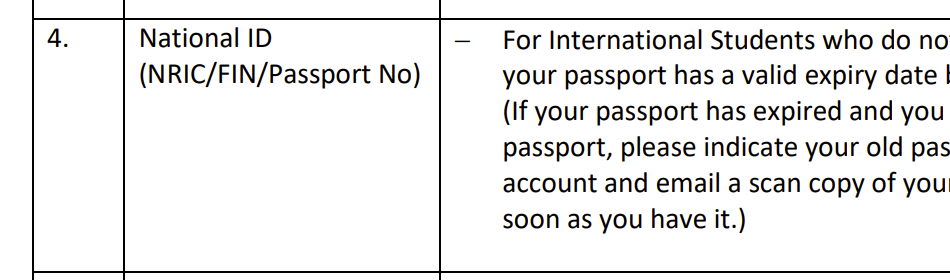 4.
National ID
(NRIC/FIN/Passport No)
– For International Students who do
your passport has a valid expiry date
(If your passport has expired and you
passport, please indicate your old
account and email a scan copy of
soon as you have it.)